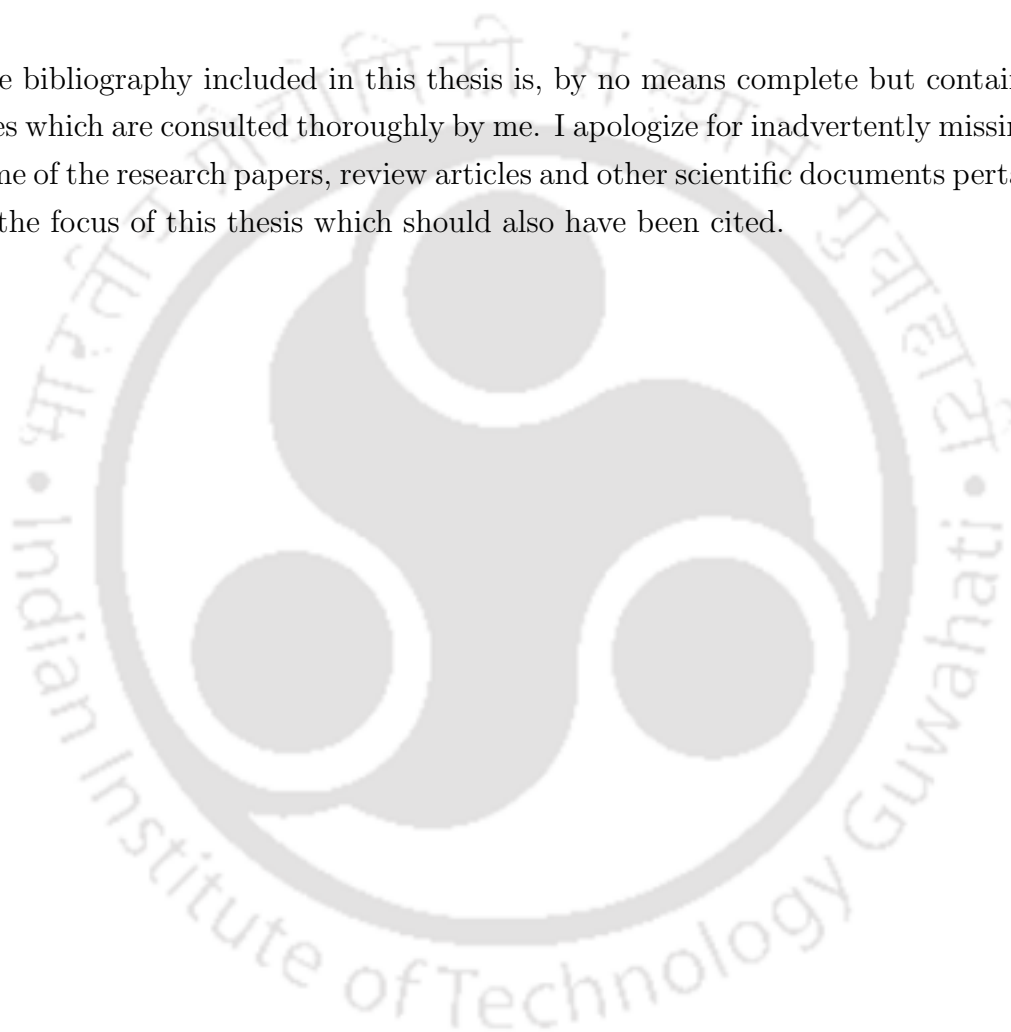 e bibliography included in this thesis is, by no means complete but contai
es which are consulted thoroughly by me. I apologize for inadvertently missin
me of the research papers, review articles and other scientific documents perta
the focus of this thesis which should also have been cited.
भारतीय प्रौद्योगिकी संस्थान गुवाहाटी
• Indian Institute of Technology Guwahati •